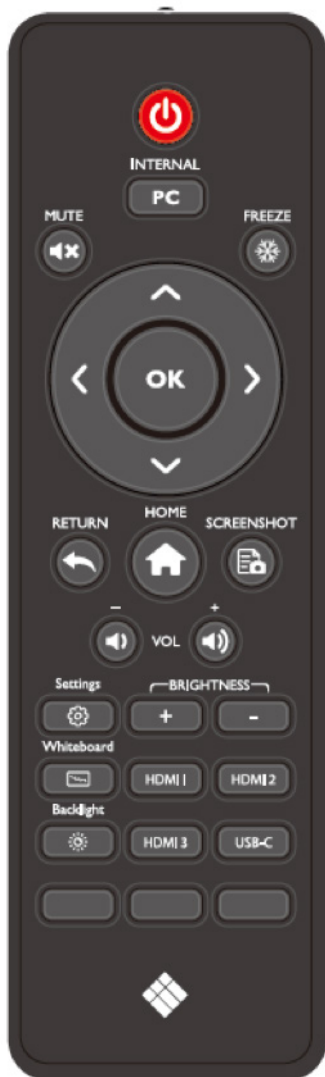 INTERNAL
PC
MUTE FREEZE
OK
HOME
RETURN SCREENSHOT
- +
VOL
Settings BRIGHTNESS
+ -
Whiteboard
HDMI 1 HDMI 2
Backlight
HDMI 3 USB-C